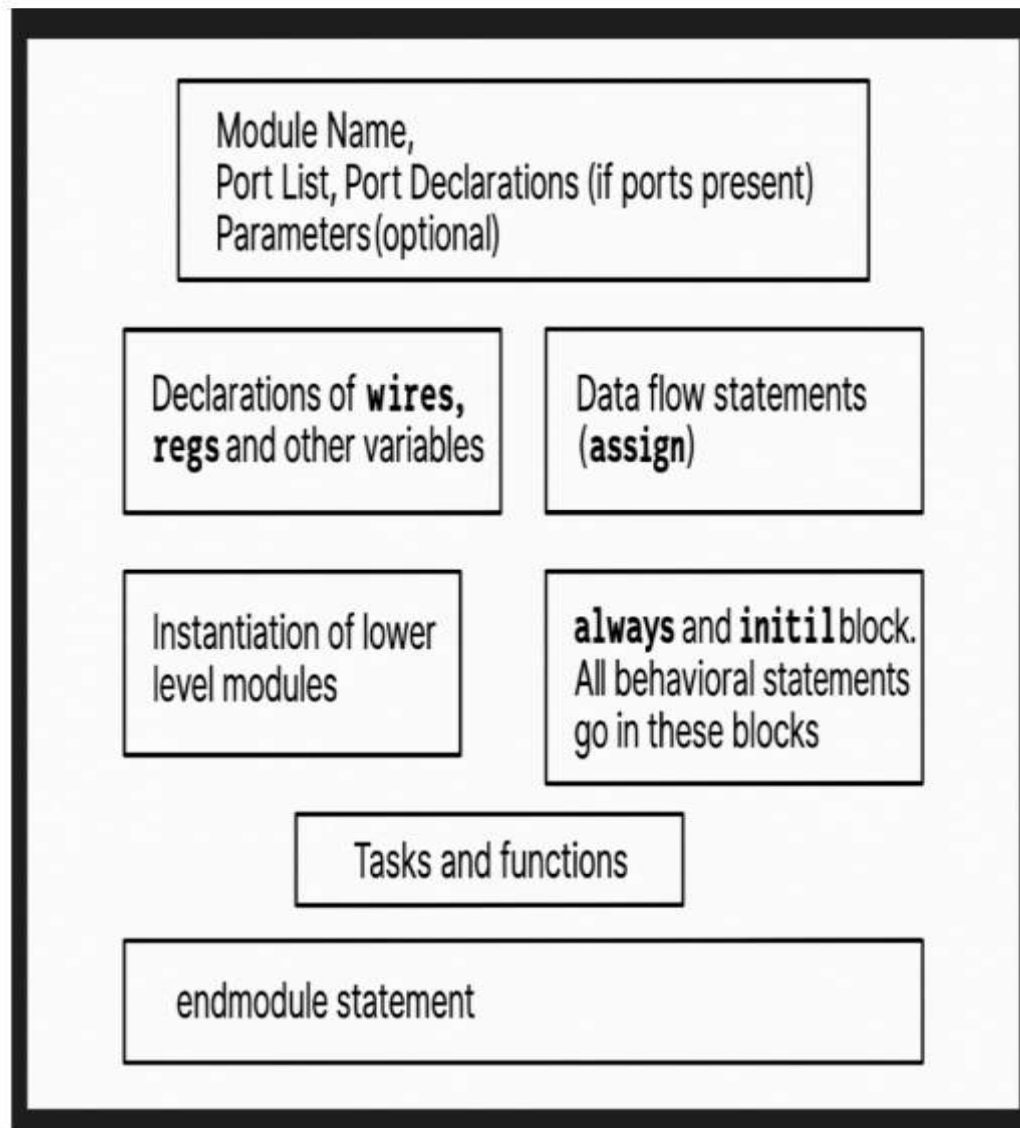 Module Name,
Port List, Port Declarations (if ports present)
Parameters (optional)
Declarations of wires,
regs and other variables
Data flow statements
(assign)
Instantiation of lower
level modules
always and initil block.
All behavioral statements
go in these blocks
Tasks and functions
endmodule statement